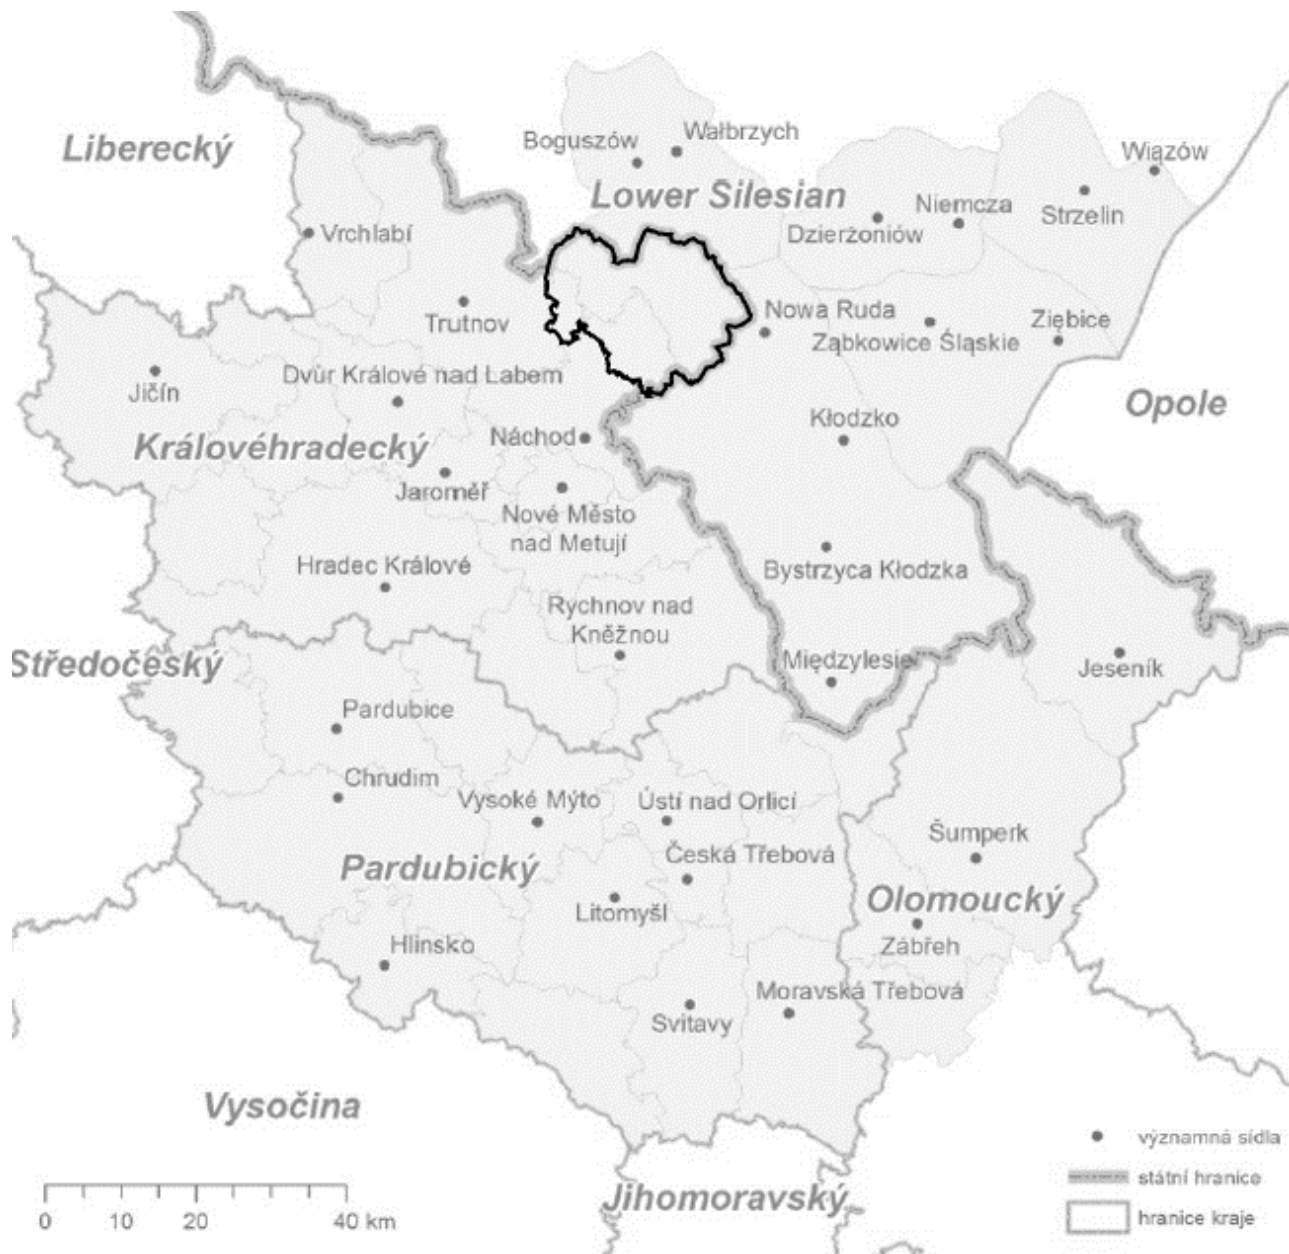 Liberecký
Boguszów
Wałbrzych
Wiązów
Lower Silesian
Niemcza
Strzelin
Dzierżoniów
Vrchlabí
Trutnov
Nowa Ruda
Ząbkowice Śląskie
Ziębice
Jičín
Dvůr Králové nad Labem
Opole
Kłodzko
Královéhradecký
Náchod
Jaroměř
Nové Město
nad Metují
Hradec Králové
Bystrzyca Kłodzka
Rychnov nad
Kněžnou
Středočeský
Międzylesie
Jeseník
Pardubice
Chrudim
Vysoké Mýto
Ústí nad Orlicí
Šumperk
Česká Třebová
Pardubický
Olomoucký
Litomyšl
Hlinsko
Zábřeh
Moravská Třebová
Svitavy
Vysočina
Jihomoravský
významná sídla
státní hranice
hranice kraje
0 10 20 40 km